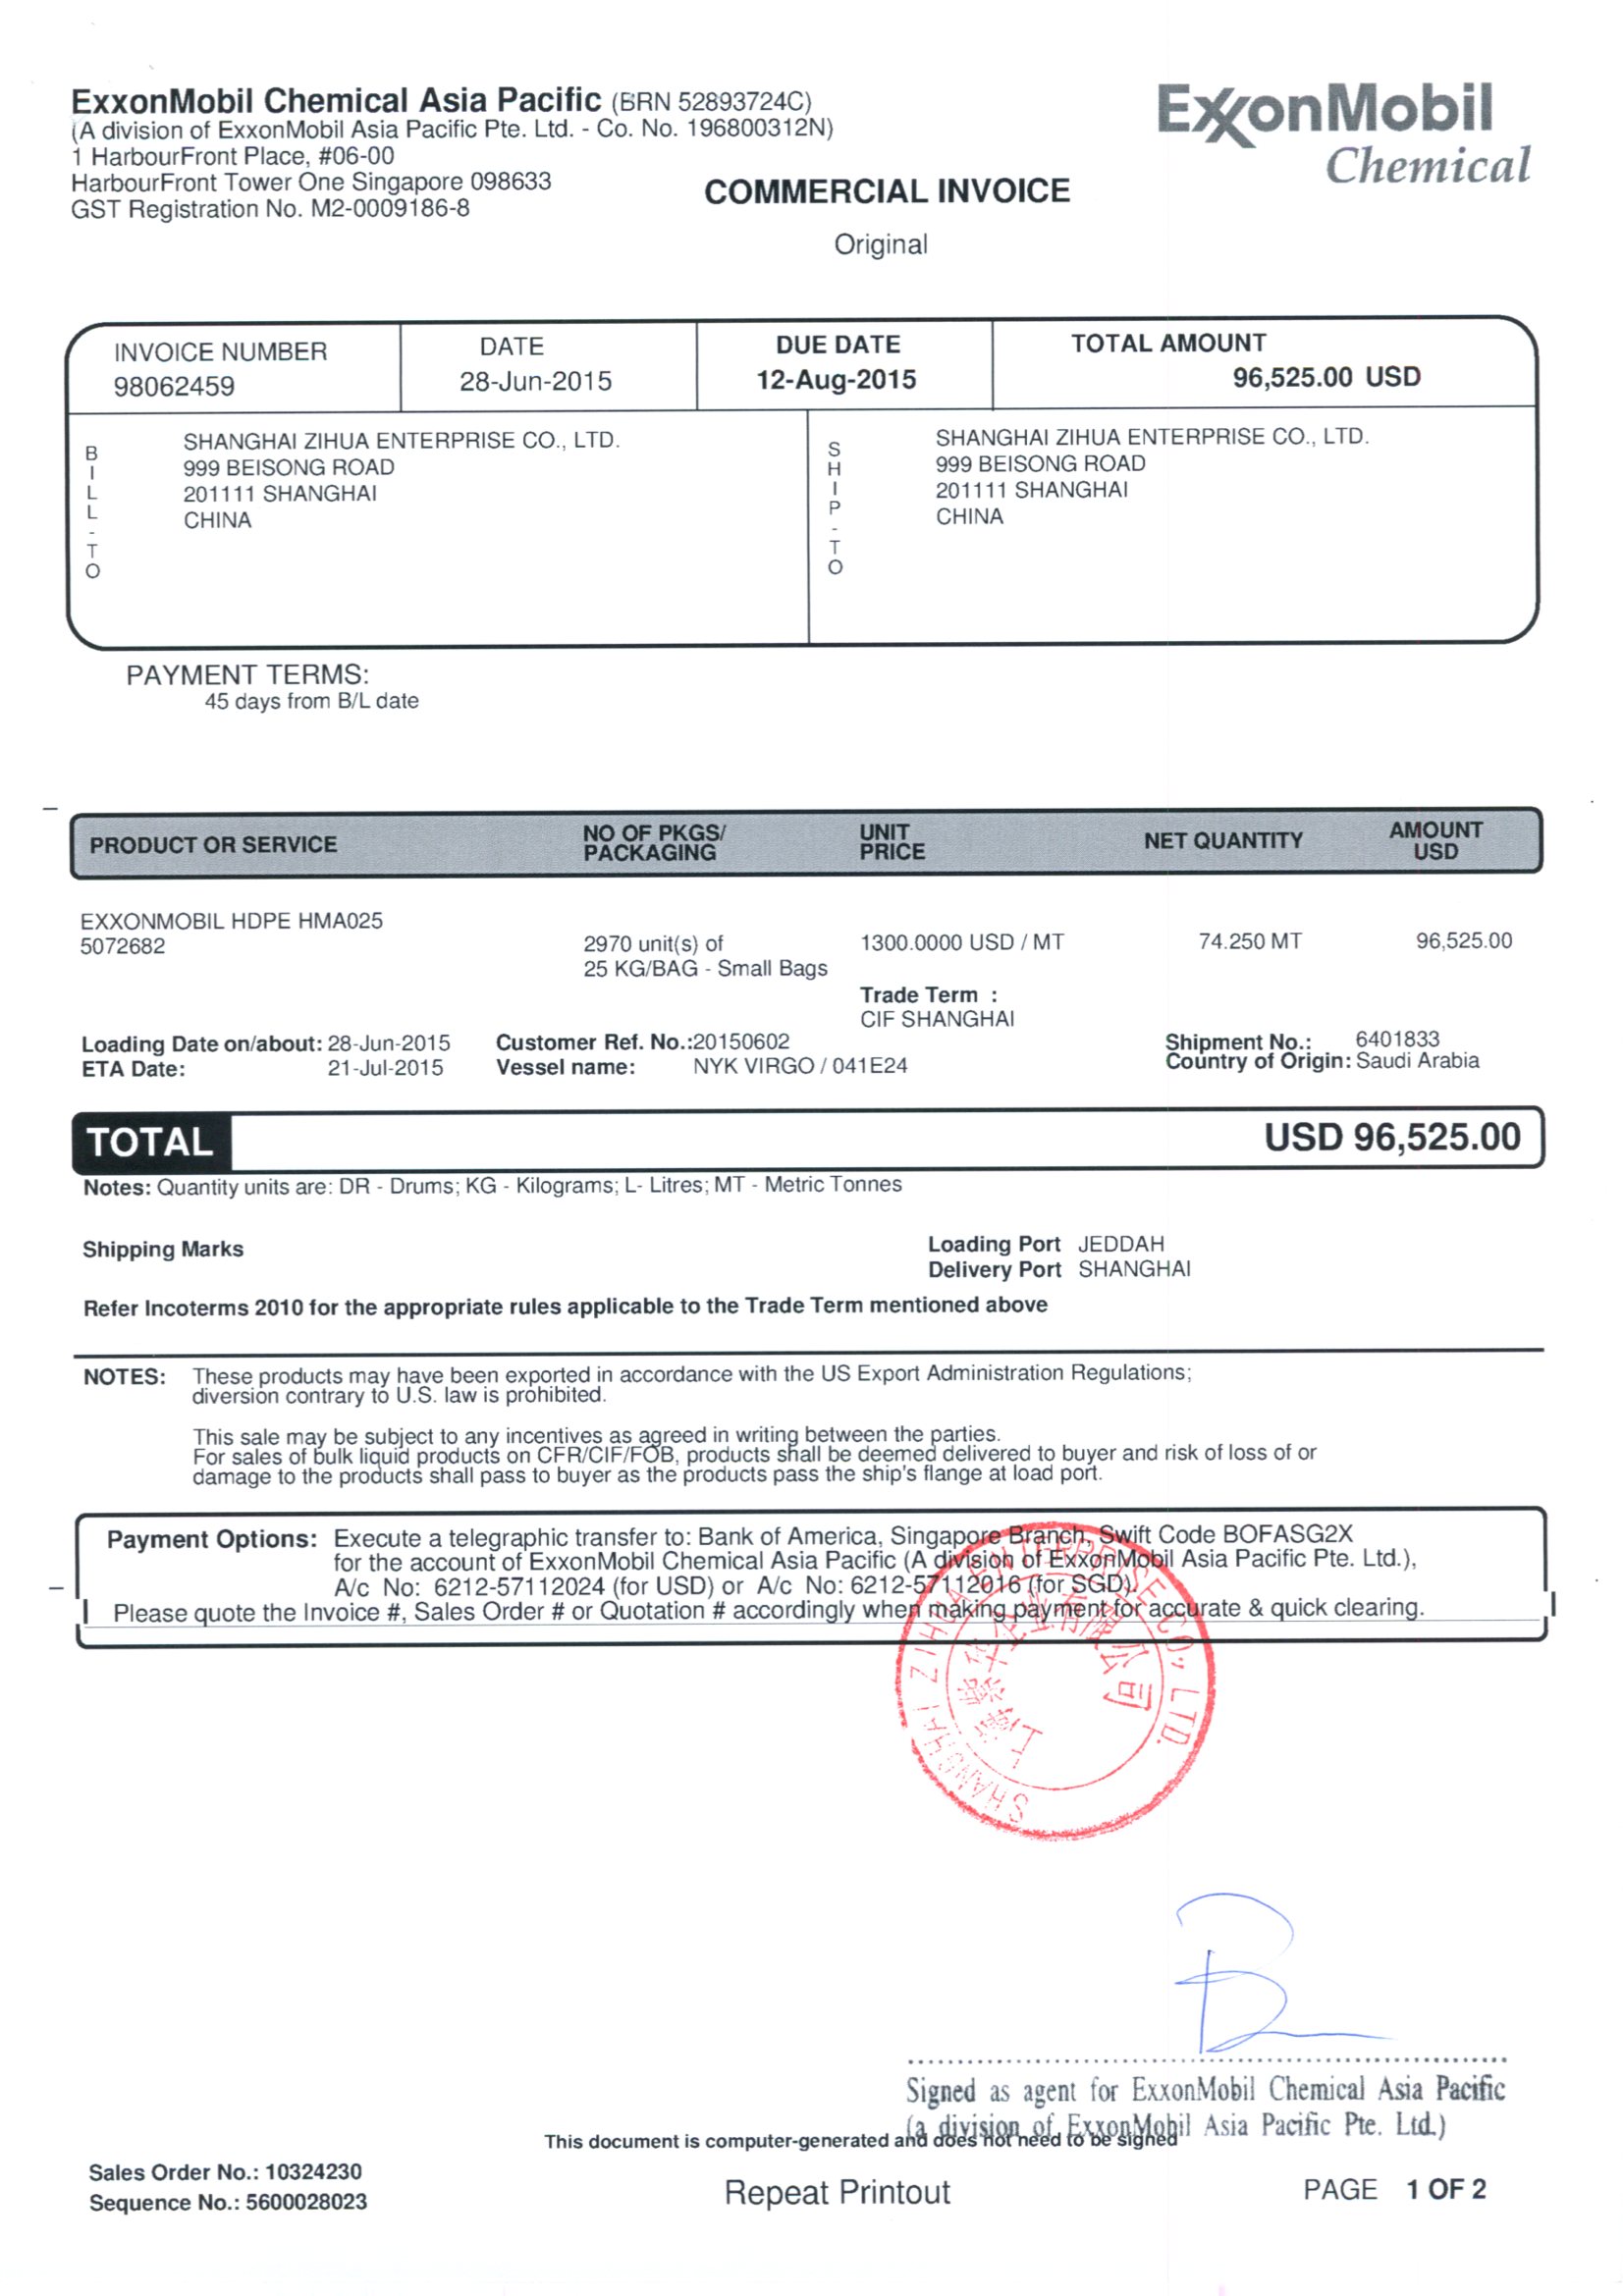 ExxonMobil Chemical Asia Pacific (BRN 52893724C)
(A division of ExxonMobil Asia Pacific Pte. Ltd. - Co. No. 196800312N)
1 HarbourFront Place, #06-00
HarbourFront Tower One Singapore 098633
GST Registration No. M2-0009186-8
ExxonMobil
Chemical
COMMERCIAL INVOICE
Original
INVOICE NUMBER
98062459
DATE
28-Jun-2015
DUE DATE
12-Aug-2015
TOTAL AMOUNT
96,525.00 USD
BILL-TO
SHANGHAI ZIHUA ENTERPRISE CO., LTD.
999 BEISONG ROAD
201111 SHANGHAI
CHINA
SHIP-TO
SHANGHAI ZIHUA ENTERPRISE CO., LTD.
999 BEISONG ROAD
201111 SHANGHAI
CHINA
PAYMENT TERMS:
45 days from B/L date
PRODUCT OR SERVICE
NO OF PKGS/
PACKAGING
UNIT
PRICE
NET QUANTITY
AMOUNT
USD
EXXONMOBIL HDPE HMA025
5072682
2970 unit(s) of
25 KG/BAG - Small Bags
1300.0000 USD / MT
74.250 MT
96,525.00
Trade Term :
CIF SHANGHAI
Loading Date on/about: 28-Jun-2015
ETA Date: 21-Jul-2015
Customer Ref. No.:20150602
Vessel name: NYK VIRGO / 041E24
Shipment No.: 6401833
Country of Origin: Saudi Arabia
TOTAL USD 96,525.00
Notes: Quantity units are: DR - Drums; KG - Kilograms; L- Litres; MT - Metric Tonnes
Shipping Marks
Loading Port JEDDAH
Delivery Port SHANGHAI
Refer Incoterms 2010 for the appropriate rules applicable to the Trade Term mentioned above
NOTES: These products may have been exported in accordance with the US Export Administration Regulations;
diversion contrary to U.S. law is prohibited.
This sale may be subject to any incentives as agreed in writing between the parties.
For sales of bulk liquid products on CFR/CIF/FOB, products shall be deemed delivered to buyer and risk of loss of or
damage to the products shall pass to buyer as the products pass the ship's flange at load port.
Payment Options: Execute a telegraphic transfer to: Bank of America, Singapore Branch, Swift Code BOFASG2X
for the account of ExxonMobil Chemical Asia Pacific (A division of ExxonMobil Asia Pacific Pte. Ltd.),
A/c No: 6212-57112024 (for USD) or A/c No: 6212-57112016 (for SGD).
Please quote the Invoice #, Sales Order # or Quotation # accordingly when making payment for accurate & quick clearing.
SHANGHAI ZIHUA ENTERPRISE CO., LTD.
上海紫华企业有限公司
Signed as agent for ExxonMobil Chemical Asia Pacific
(a division of ExxonMobil Asia Pacific Pte. Ltd.)
This document is computer-generated and does not need to be signed
Sales Order No.: 10324230
Sequence No.: 5600028023
Repeat Printout
PAGE 1 OF 2